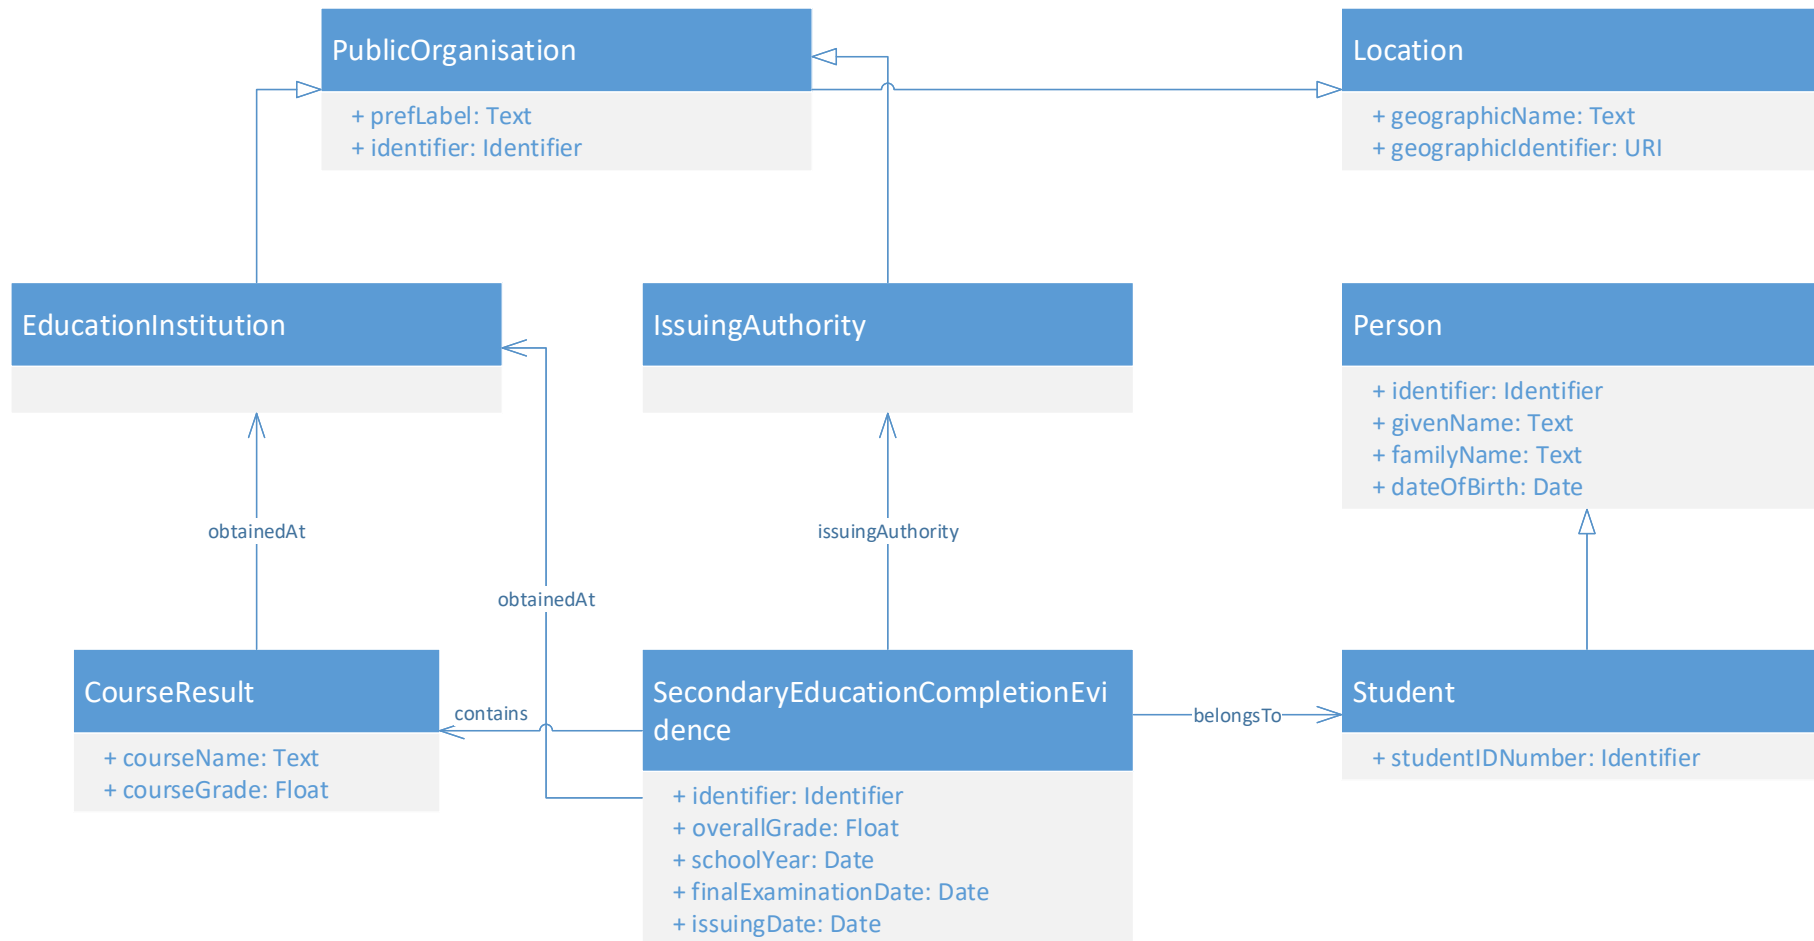 PublicOrganisation
+ prefLabel: Text
+ identifier: Identifier
Location
+ geographicName: Text
+ geographicIdentifier: URI
EducationInstitution
IssuingAuthority
Person
+ identifier: Identifier
+ givenName: Text
+ familyName: Text
+ dateOfBirth: Date
obtainedAt
issuingAuthority
obtainedAt
CourseResult
+ courseName: Text
+ courseGrade: Float
contains
SecondaryEducationCompletionEvi
dence
+ identifier: Identifier
+ overallGrade: Float
+ schoolYear: Date
+ finalExaminationDate: Date
+ issuingDate: Date
belongsTo
Student
+ studentIDNumber: Identifier